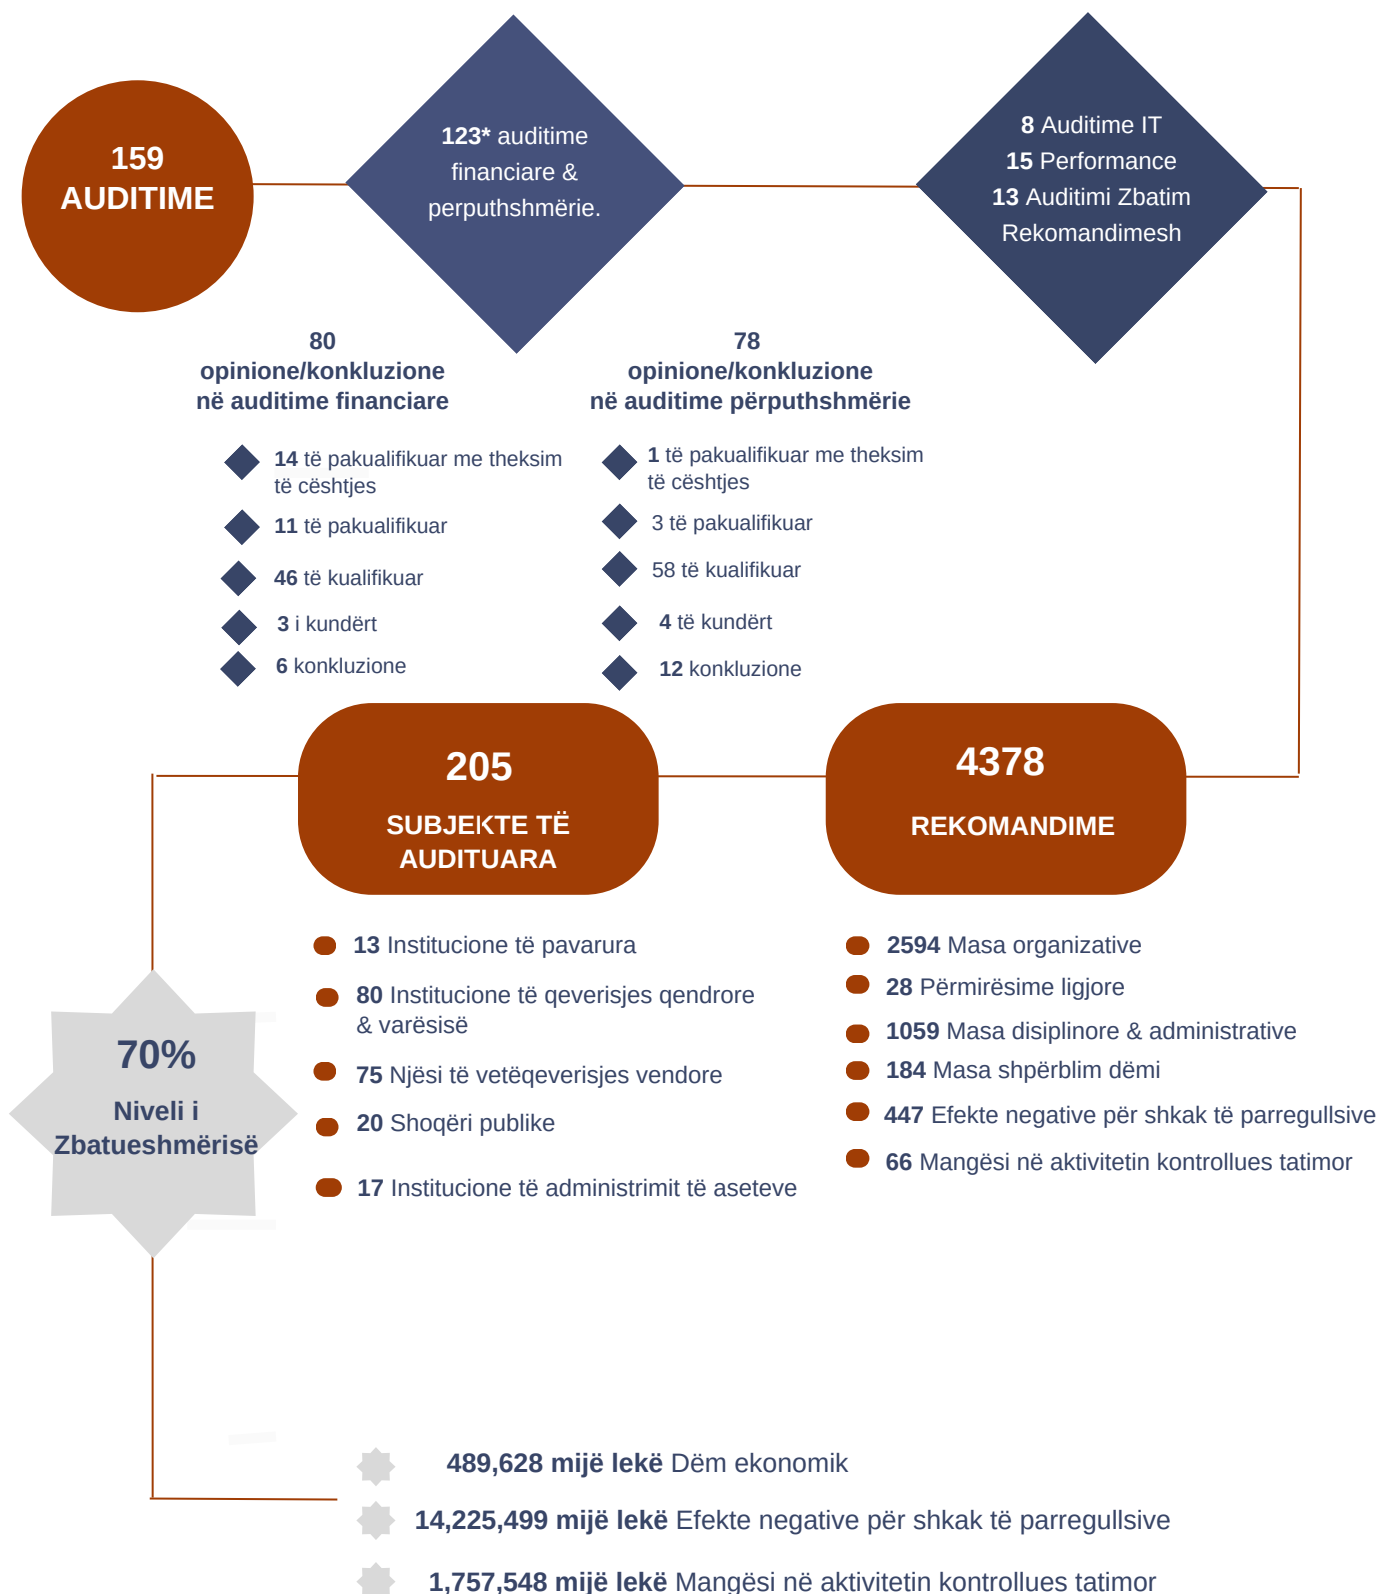 159
AUDITIME
123* auditime
financiare &
perputhshmërie.
8 Auditime IT
15 Performance
13 Auditimi Zbatim
Rekomandimesh
80
opinione/konkluzione
në auditime financiare
14 të pakualifikuar me theksim
të cështjes
11 të pakualifikuar
46 të kualifikuar
3 i kundërt
6 konkluzione
78
opinione/konkluzione
në auditime përputhshmërie
1 të pakualifikuar me theksim
të cështjes
3 të pakualifikuar
58 të kualifikuar
4 të kundërt
12 konkluzione
205
SUBJEKTE TË
AUDITUARA
13 Institucione të pavarura
80 Institucione të qeverisjes qendrore
& varësisë
75 Njësi të vetëqeverisjes vendore
20 Shoqëri publike
17 Institucione të administrimit të aseteve
4378
REKOMANDIME
2594 Masa organizative
28 Përmirësime ligjore
1059 Masa disiplinore & administrative
184 Masa shpërblim dëmi
447 Efekte negative për shkak të parregullsive
66 Mangësi në aktivitetin kontrollues tatimor
70%
Niveli i
Zbatueshmërisë
489,628 mijë lekë Dëm ekonomik
14,225,499 mijë lekë Efekte negative për shkak të parregullsive
1,757,548 mijë lekë Mangësi në aktivitetin kontrollues tatimor